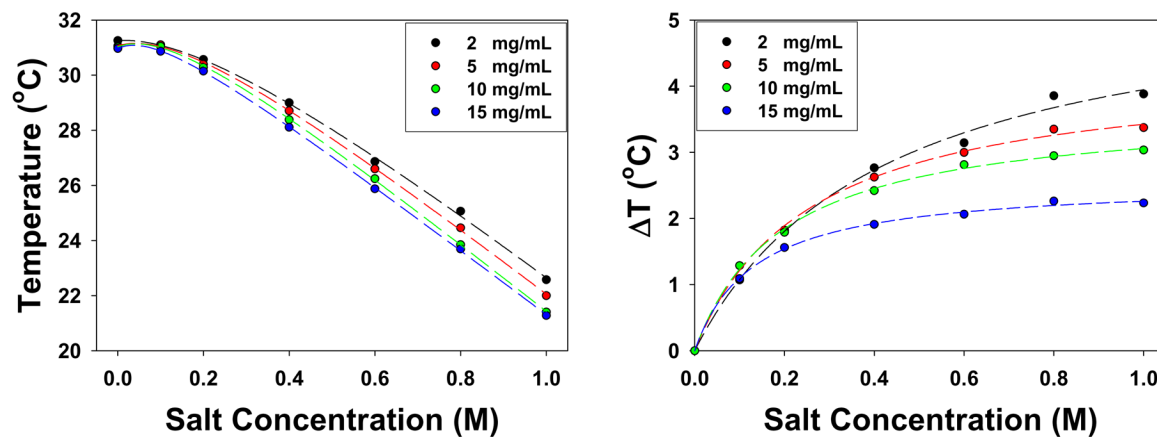 32
30
28
26
24
22
20
Temperature (°C)
0.0 0.2 0.4 0.6 0.8 1.0
Salt Concentration (M)
2 mg/mL
5 mg/mL
10 mg/mL
15 mg/mL
5
4
3
2
1
0
ΔT (°C)
0.0 0.2 0.4 0.6 0.8 1.0
Salt Concentration (M)
2 mg/mL
5 mg/mL
10 mg/mL
15 mg/mL